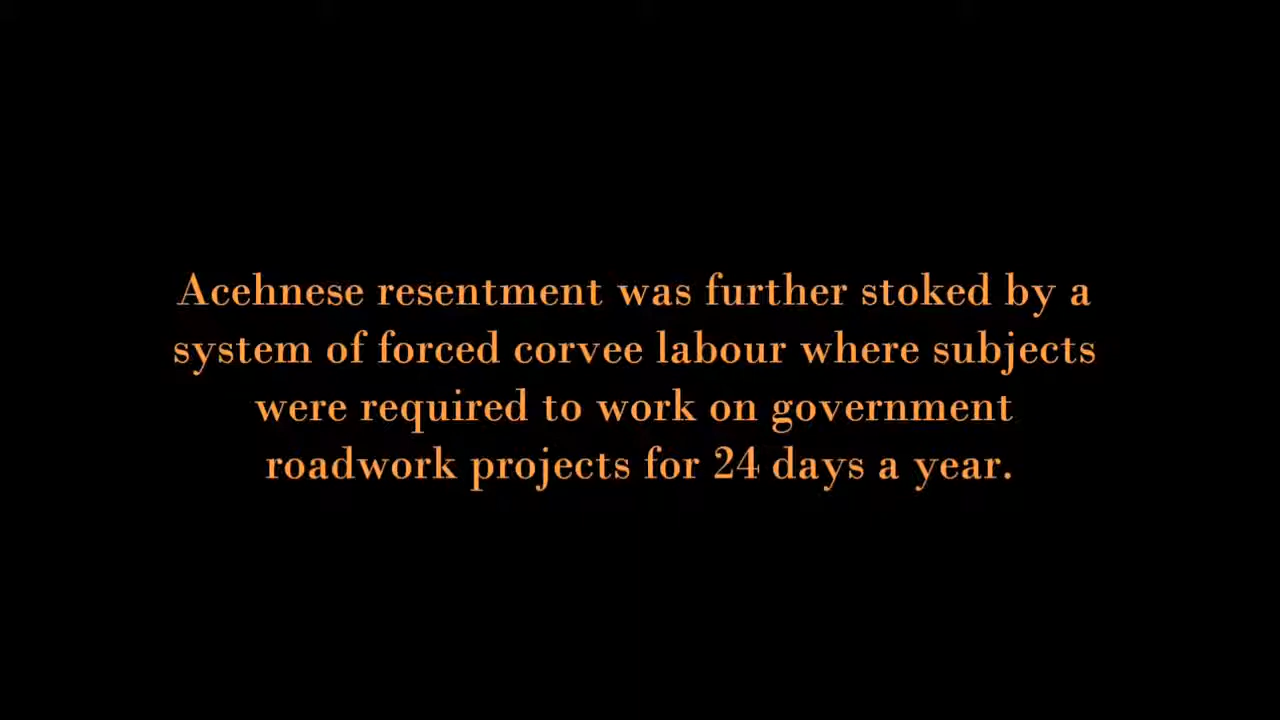 Acehnese resentment was further stoked by a
system of forced corvee labour where subjects
were required to work on government
roadwork projects for 24 days a year.